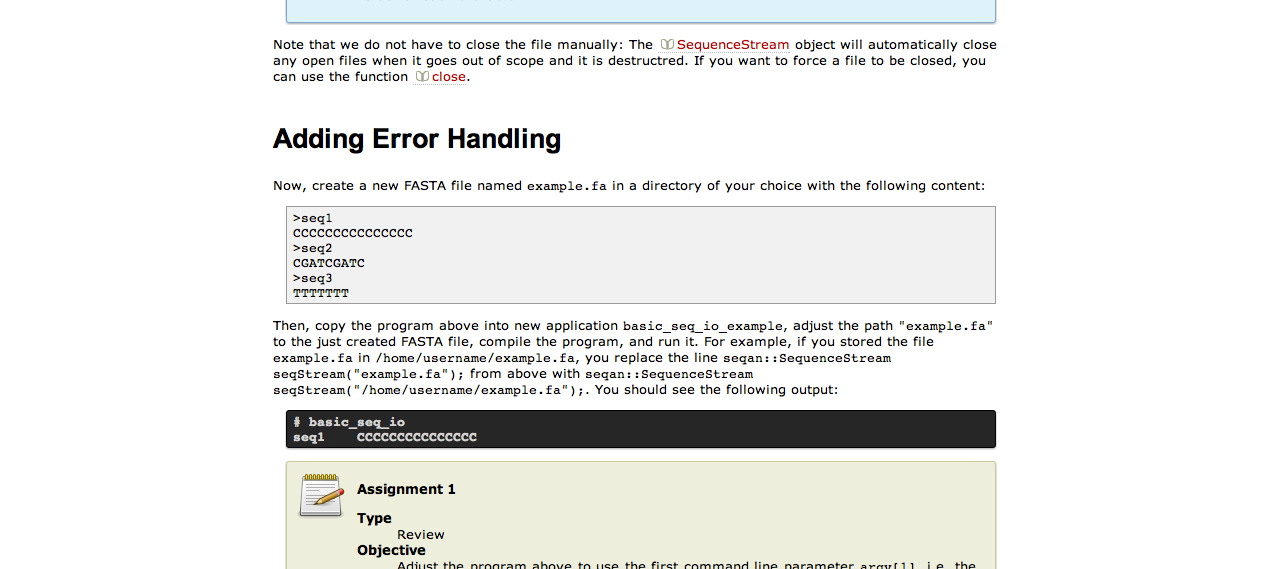 Note that we do not have to close the file manually: The SequenceStream object will automatically close
any open files when it goes out of scope and it is destructred. If you want to force a file to be closed, you
can use the function close.
Adding Error Handling
Now, create a new FASTA file named example.fa in a directory of your choice with the following content:
>seq1
CCCCCCCCCCCCCCC
>seq2
CGATCGATC
>seq3
TTTTTTT
Then, copy the program above into new application basic_seq_io_example, adjust the path "example.fa"
to the just created FASTA file, compile the program, and run it. For example, if you stored the file
example.fa in /home/username/example.fa, you replace the line seqan::SequenceStream
seqStream("example.fa"); from above with seqan::SequenceStream
seqStream("/home/username/example.fa");. You should see the following output:
# basic_seq_io
seq1    CCCCCCCCCCCCCCC
Assignment 1
Type
Review
Objective
Adjust the program above to use the first command line parameter argv[1], i.e. the